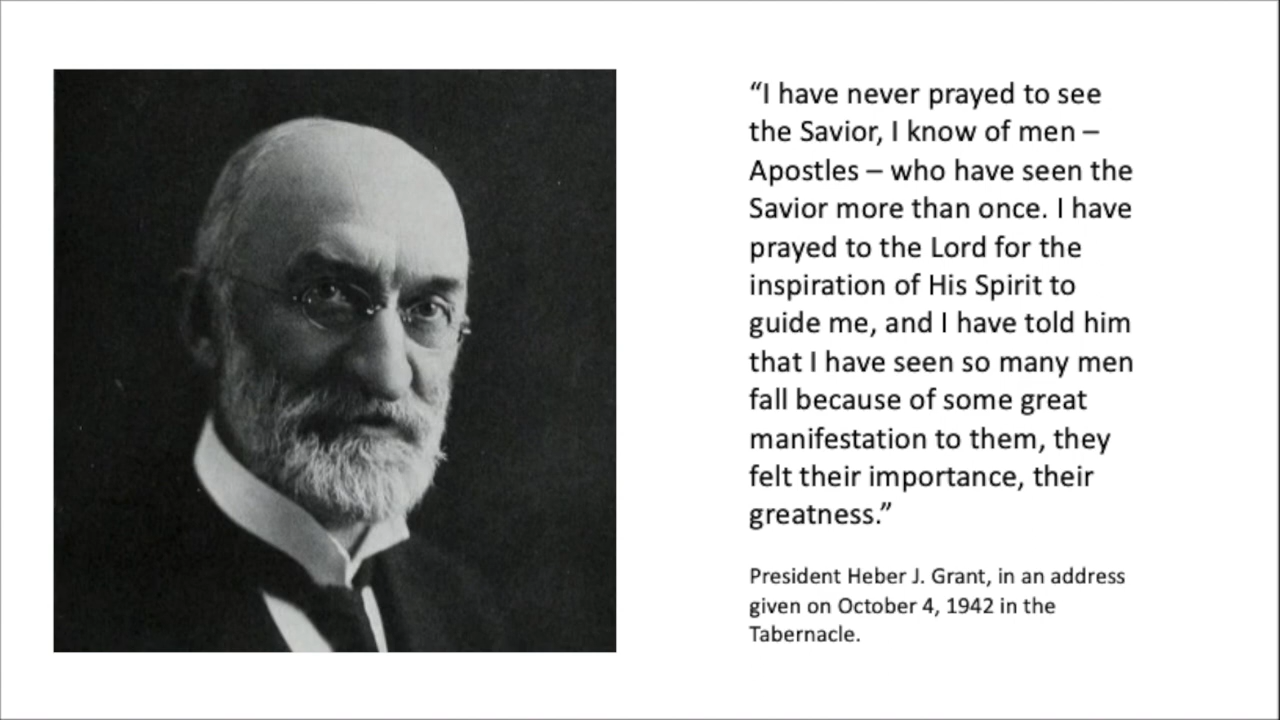 “I have never prayed to see
the Savior, I know of men –
Apostles – who have seen the
Savior more than once. I have
prayed to the Lord for the
inspiration of His Spirit to
guide me, and I have told him
that I have seen so many men
fall because of some great
manifestation to them, they
felt their importance, their
greatness.”
President Heber J. Grant, in an address
given on October 4, 1942 in the
Tabernacle.